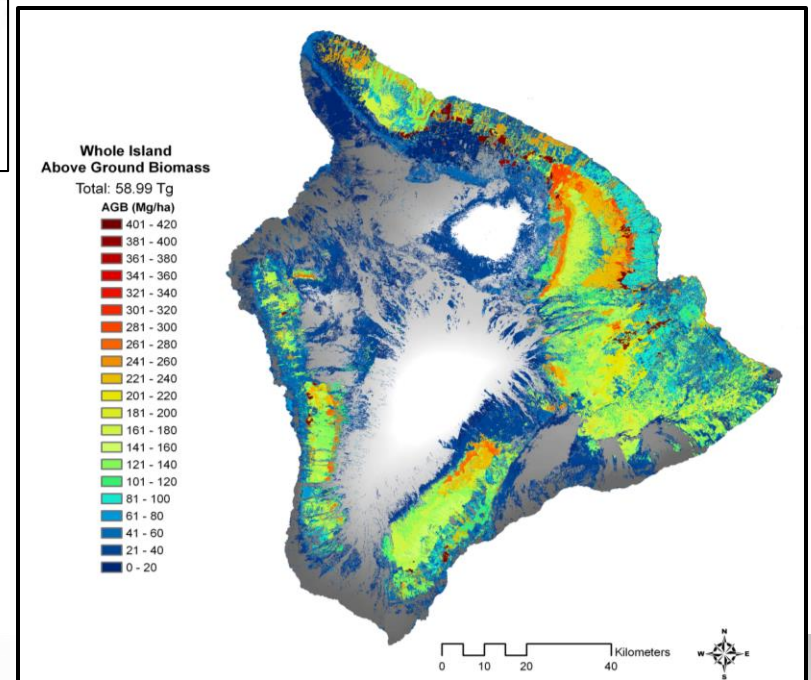 Whole Island
Above Ground Biomass
Total: 58.99 Tg
AGB (Mg/ha)
401 - 420
381 - 400
361 - 380
341 - 360
321 - 340
301 - 320
281 - 300
261 - 280
241 - 260
221 - 240
201 - 220
181 - 200
161 - 180
141 - 160
121 - 140
101 - 120
81 - 100
61 - 80
41 - 60
21 - 40
0 - 20
Kilometers
0 10 20 40
N
W E
S